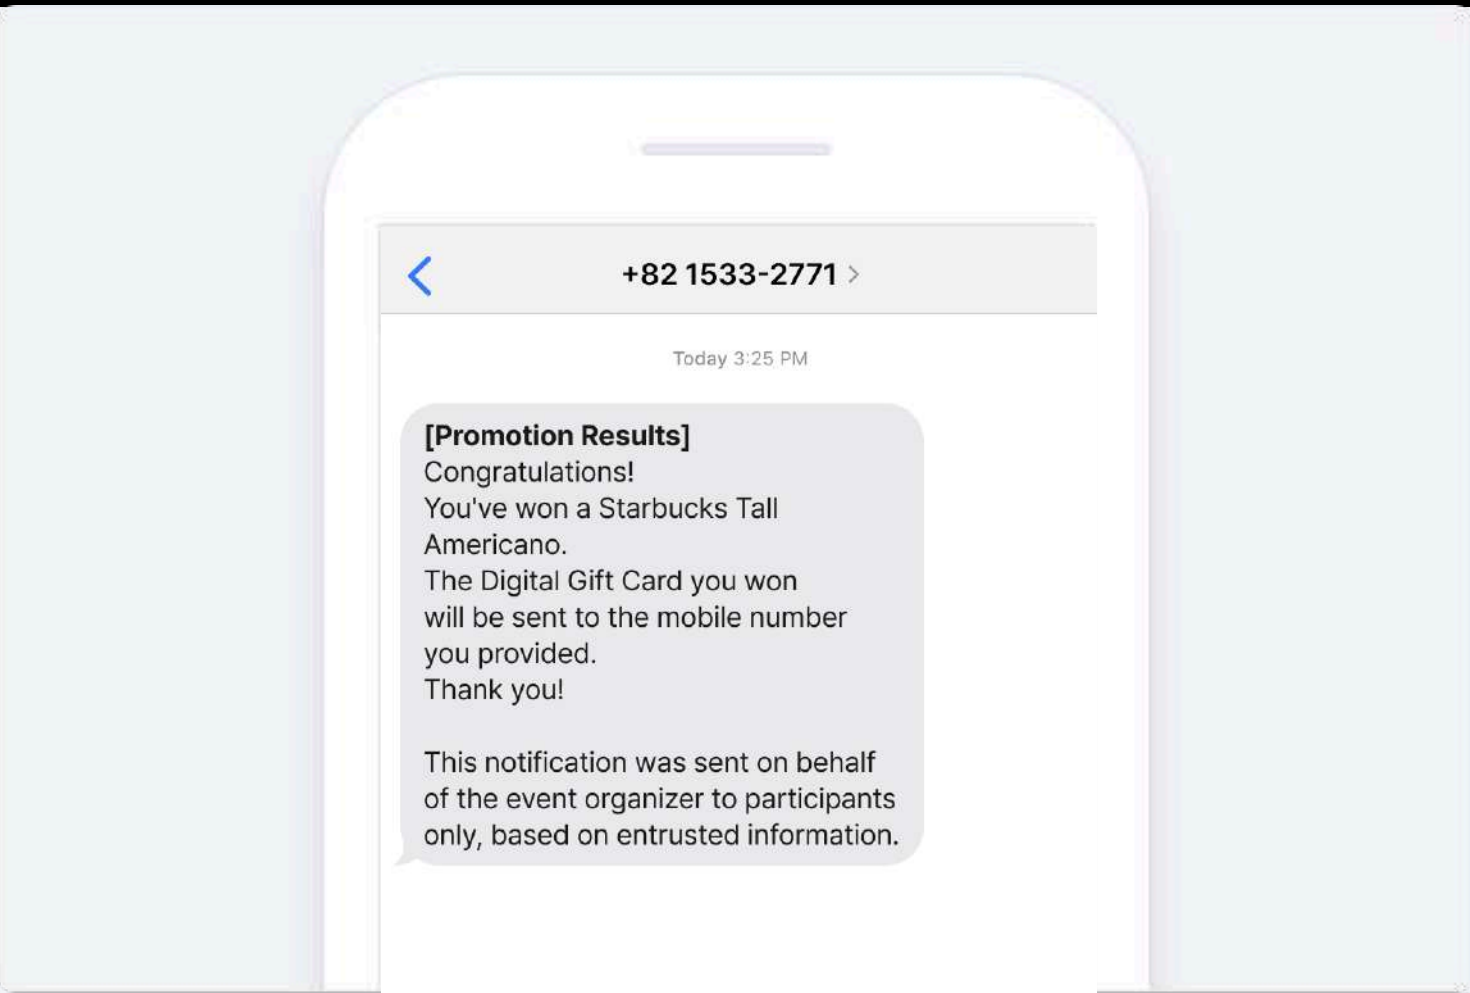 +82 1533-2771 >
Today 3:25 PM
[Promotion Results]
Congratulations!
You've won a Starbucks Tall
Americano.
The Digital Gift Card you won
will be sent to the mobile number
you provided.
Thank you!
This notification was sent on behalf
of the event organizer to participants
only, based on entrusted information.